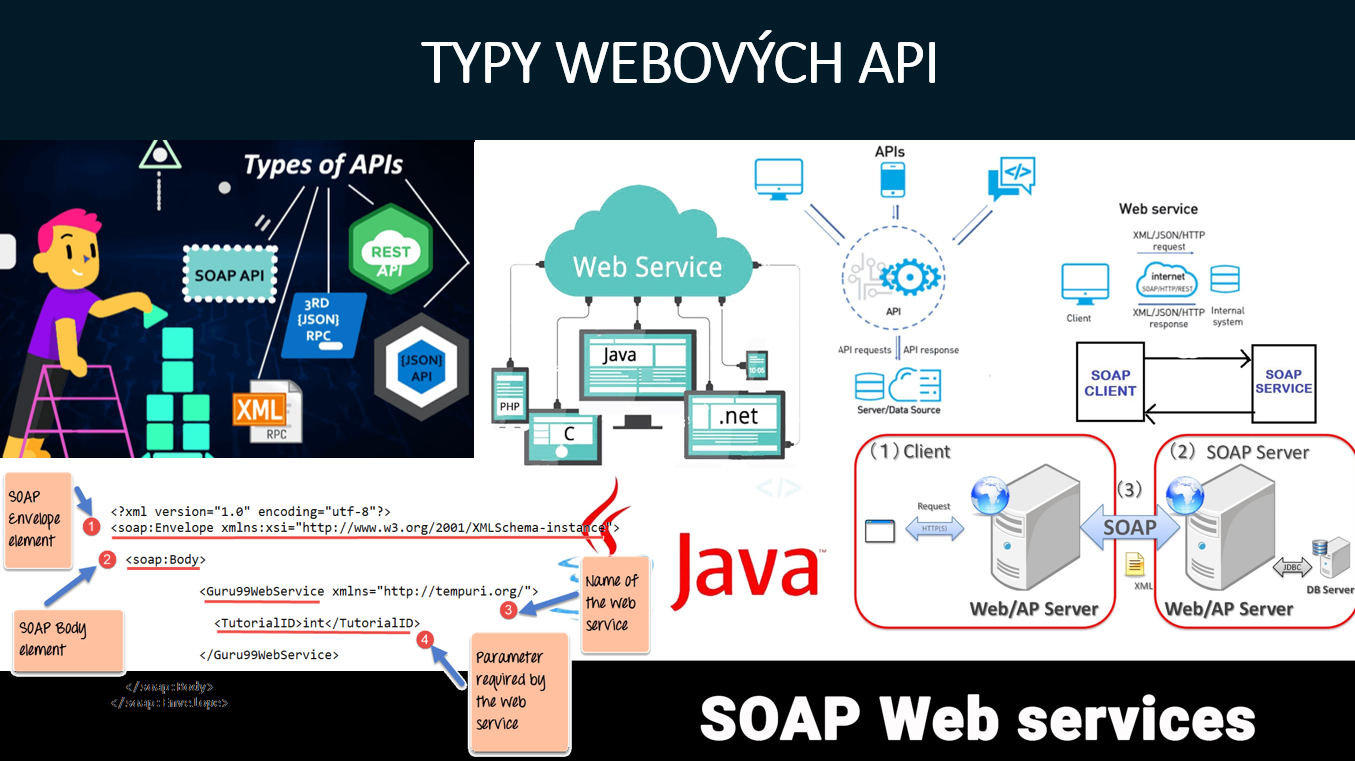 TYPY WEBOVÝCH API
Types of APIs
SOAP API
REST
API
3RD
{JSON}
RPC
{JSON}
API
XML
RPC
Web Service
Java
PHP
C
.net
10:05
APIs
API
API requests
API response
Server/Data Source
Web service
XML/JSON/HTTP
request
internet
SOAP/HTTP/REST
XML/JSON/HTTP
response
Client
Internal
system
SOAP
CLIENT
SOAP
SERVICE
(1) Client
Request
HTTP(S)
Web/AP Server
(3)
SOAP
XML
(2) SOAP Server
Web/AP Server
JDBC
DB Server
SOAP
Envelope
element
1
<?xml version="1.0" encoding="utf-8"?>
<soap:Envelope xmlns:xsi="http://www.w3.org/2001/XMLSchema-instance">
2
<soap:Body>
SOAP Body
element
<Guru99WebService xmlns="http://tempuri.org/">
3
Name of
the web
service
<TutorialID>int</TutorialID>
4
Parameter
required by
the web
service
</Guru99WebService>
</soap:Body>
</soap:Envelope>
</>
Java™
SOAP Web services